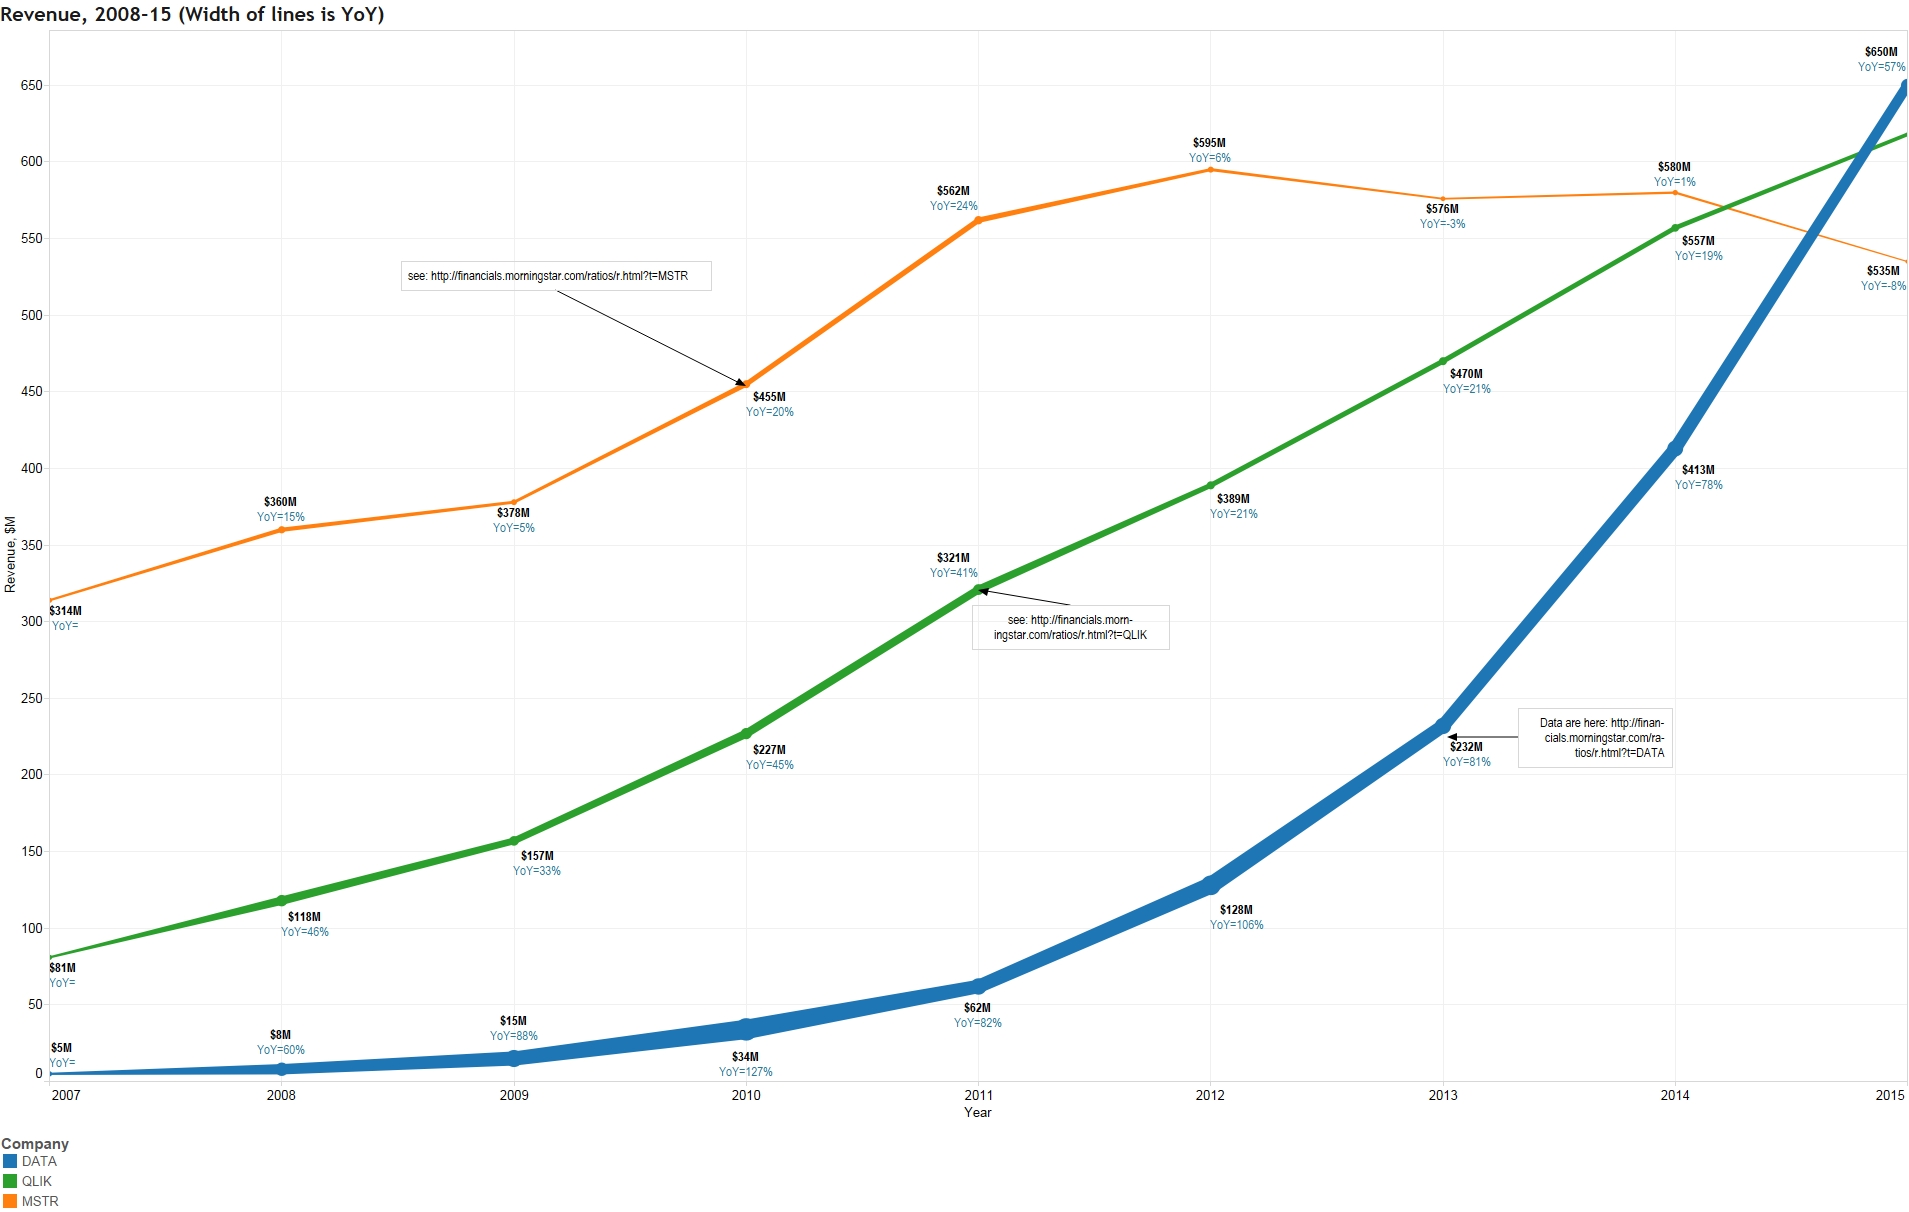 Revenue, 2008-15 (Width of lines is YoY)
$650M
YoY=57%
650
$595M
YoY=6%
600
$580M
YoY=1%
$562M
YoY=24%
$576M
YoY=-3%
550
$557M
YoY=19%
$535M
YoY=-8%
see: http://financials.morningstar.com/ratios/r.html?t=MSTR
500
450
$455M
YoY=20%
$470M
YoY=21%
400
$413M
YoY=78%
$360M
YoY=15%
$378M
YoY=5%
$389M
YoY=21%
Revenue, $M
350
$321M
YoY=41%
$314M
YoY=
300
see: http://financials.morn-
ingstar.com/ratios/r.html?t=QLIK
250
Data are here: http://finan-
cials.morningstar.com/ra-
tios/r.html?t=DATA
$227M
YoY=45%
$232M
YoY=81%
200
150
$157M
YoY=33%
$118M
YoY=46%
$128M
YoY=106%
100
$81M
YoY=
50
$62M
YoY=82%
$15M
YoY=88%
$8M
YoY=60%
$5M
YoY=
$34M
YoY=127%
0
2007 2008 2009 2010 2011 2012 2013 2014 2015
Year
Company
DATA
QLIK
MSTR